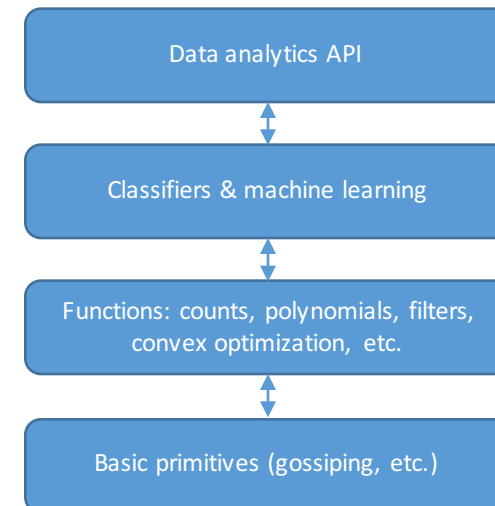 Data analytics API
Classifiers & machine learning
Functions: counts, polynomials, filters,
convex optimization, etc.
Basic primitives (gossiping, etc.)